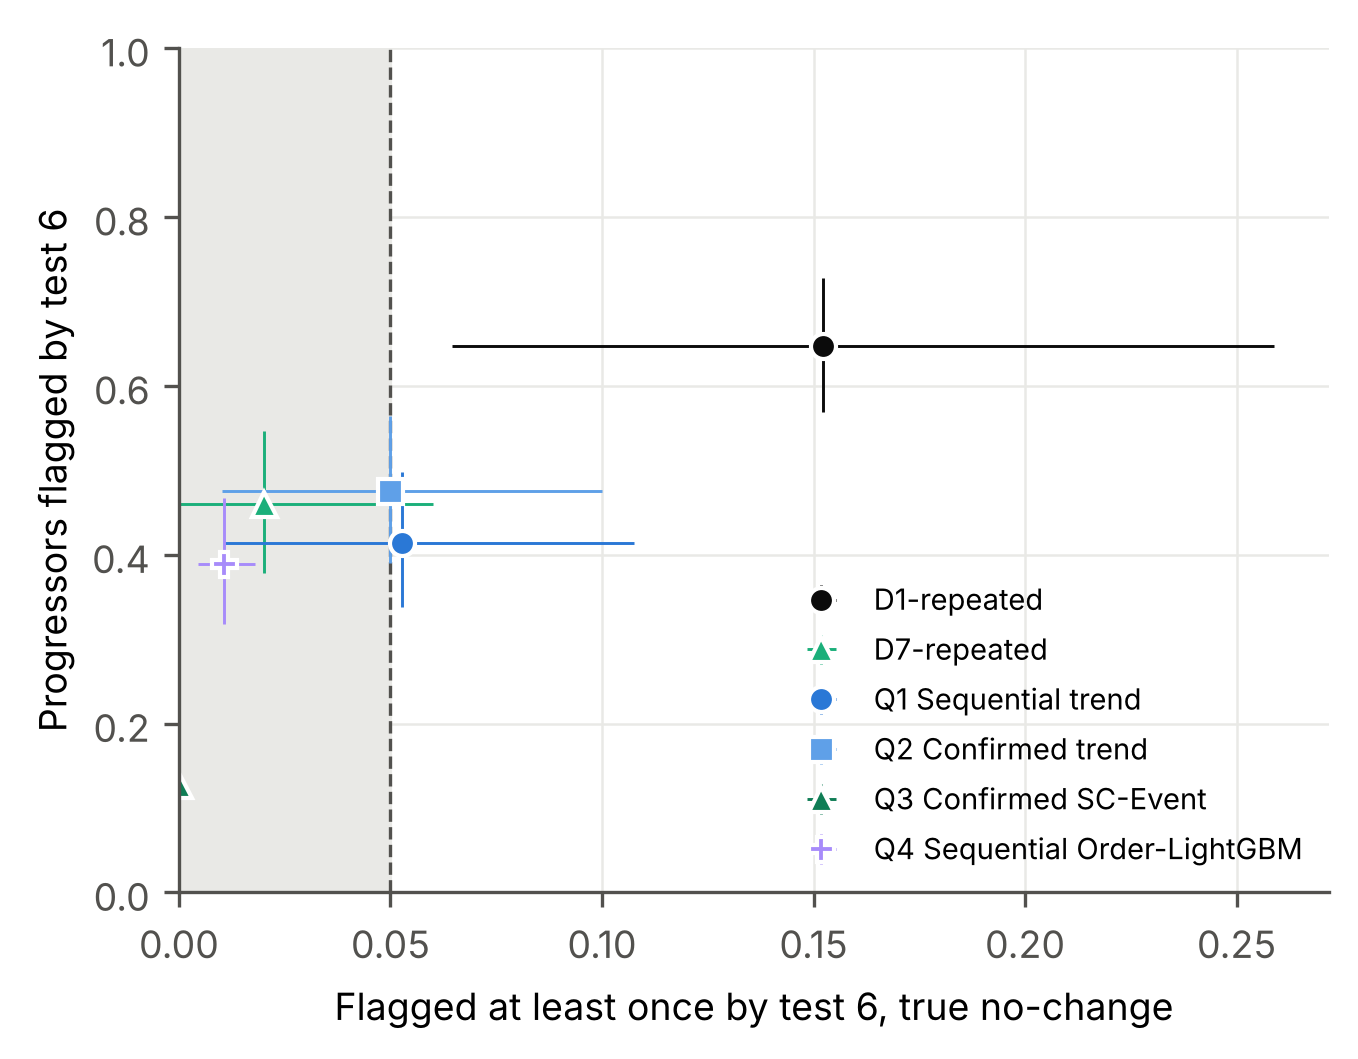 1.0
0.8
0.6
0.4
0.2
0.0
Progressors flagged by test 6
D1-repeated
D7-repeated
Q1 Sequential trend
Q2 Confirmed trend
Q3 Confirmed SC-Event
Q4 Sequential Order-LightGBM
0.00 0.05 0.10 0.15 0.20 0.25
Flagged at least once by test 6, true no-change